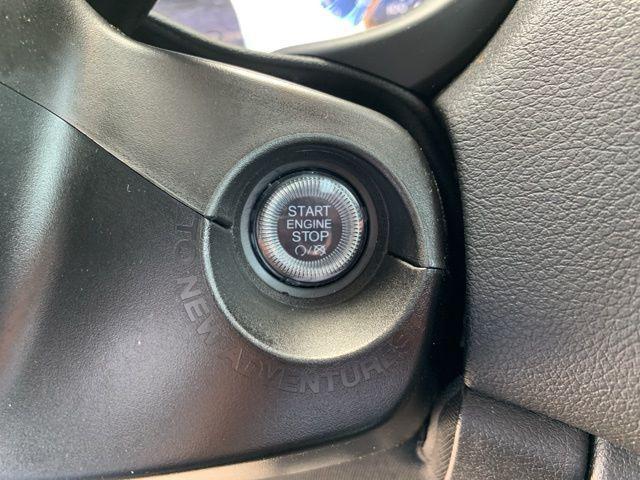 START
ENGINE
STOP
TO NEW ADVENTURES